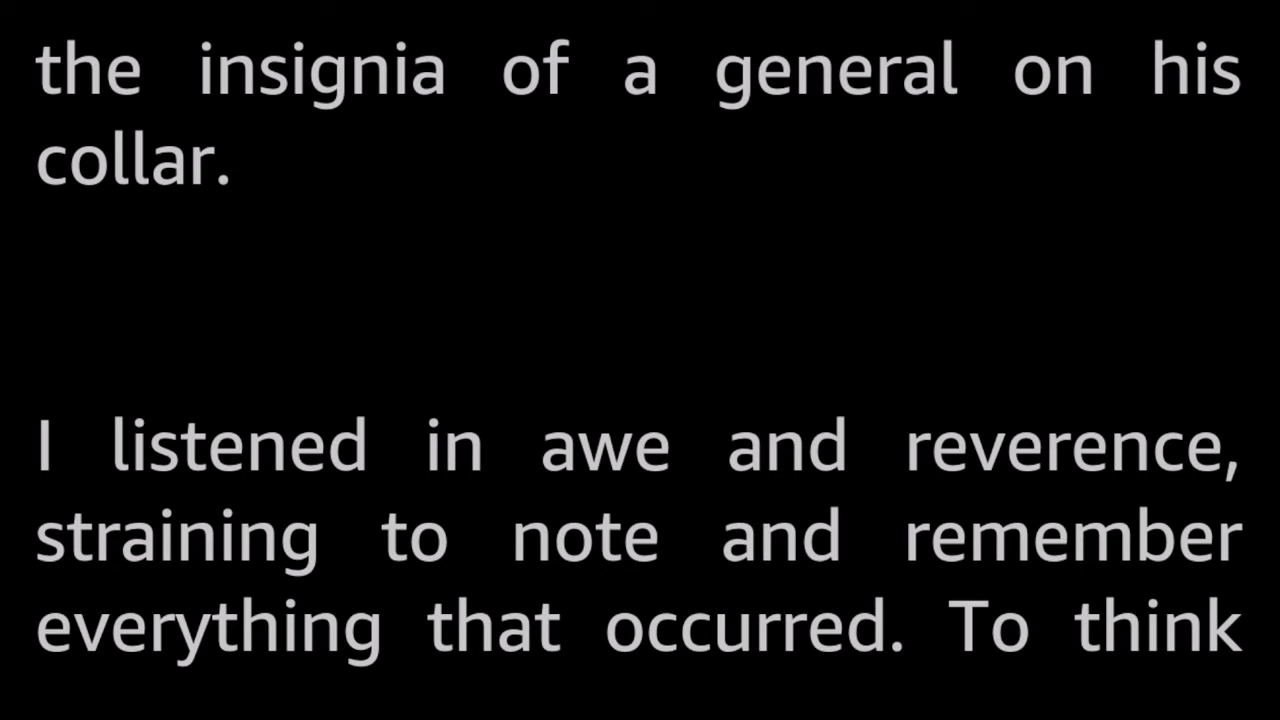 the insignia of a general on his
collar.
I listened in awe and reverence,
straining to note and remember
everything that occurred. To think